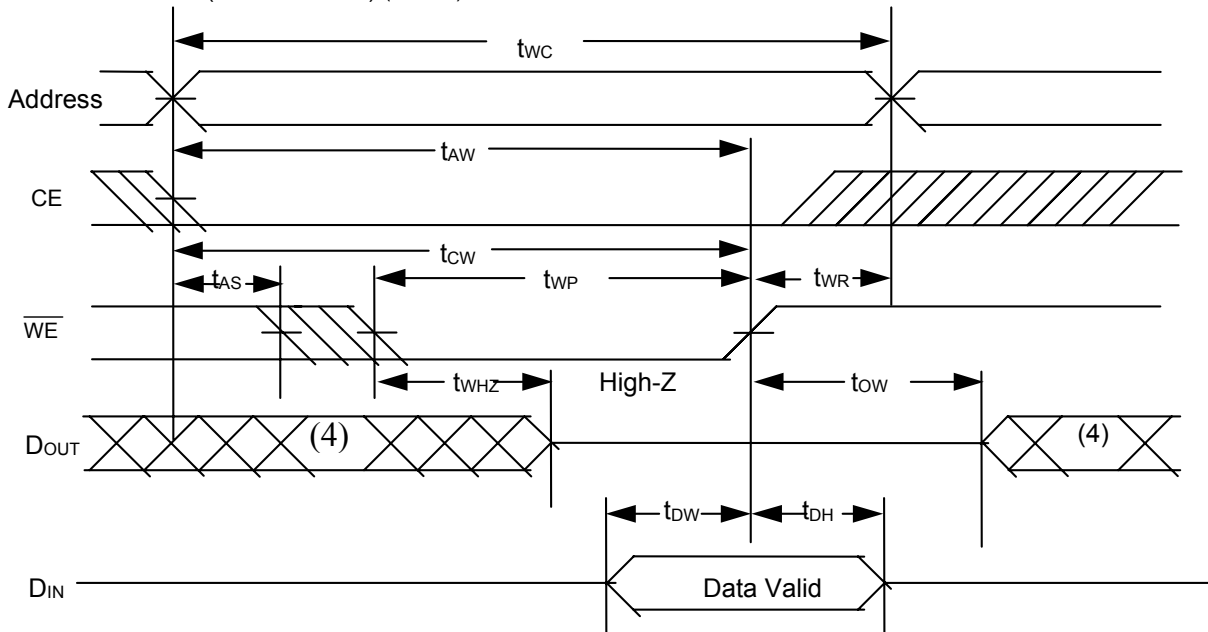 tWC
Address
tAW
CE
tCW
tAS
tWP
tWR
WE
tWHZ
High-Z
tOW
DOUT
(4)
(4)
tDW
tDH
DIN
Data Valid